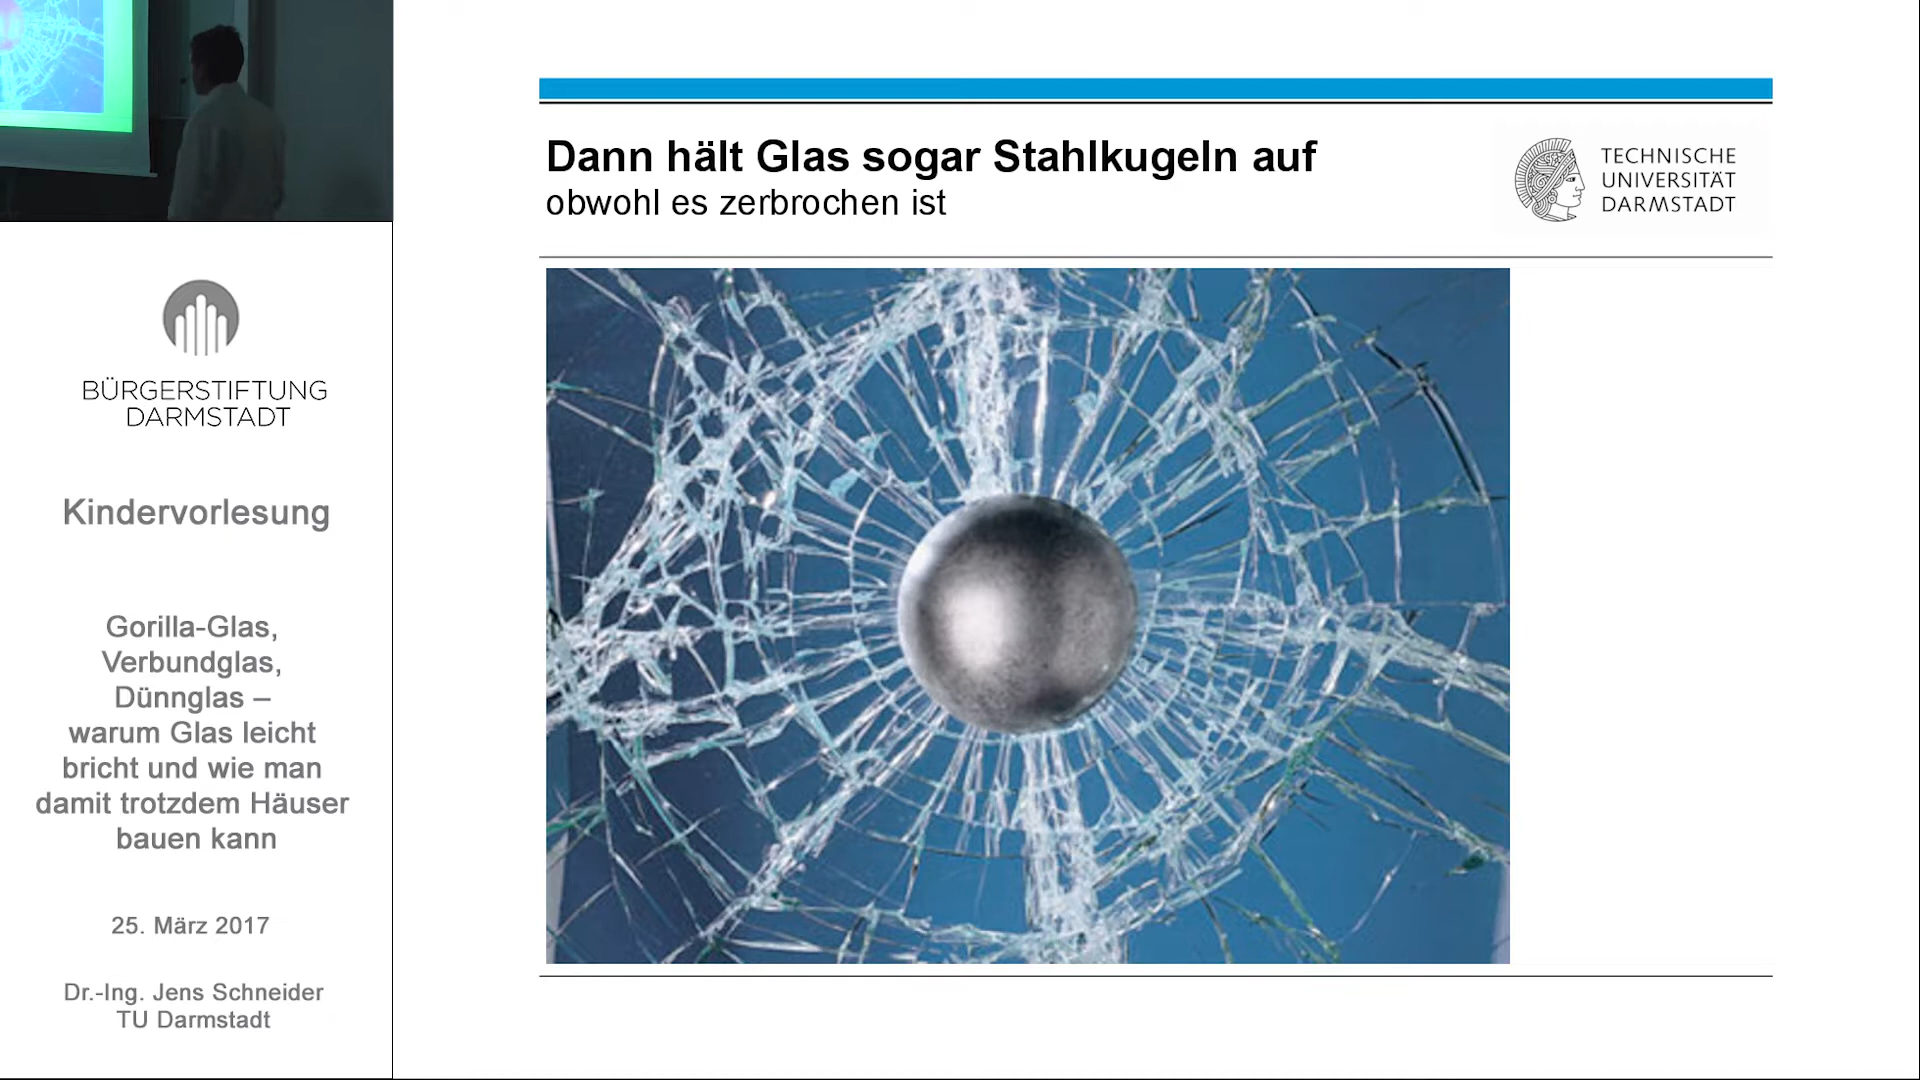 Dann hält Glas sogar Stahlkugeln auf
obwohl es zerbrochen ist
TECHNISCHE
UNIVERSITÄT
DARMSTADT
BÜRGERSTIFTUNG
DARMSTADT
Kindervorlesung
Gorilla-Glas,
Verbundglas,
Dünnglas –
warum Glas leicht
bricht und wie man
damit trotzdem Häuser
bauen kann
25. März 2017
Dr.-Ing. Jens Schneider
TU Darmstadt